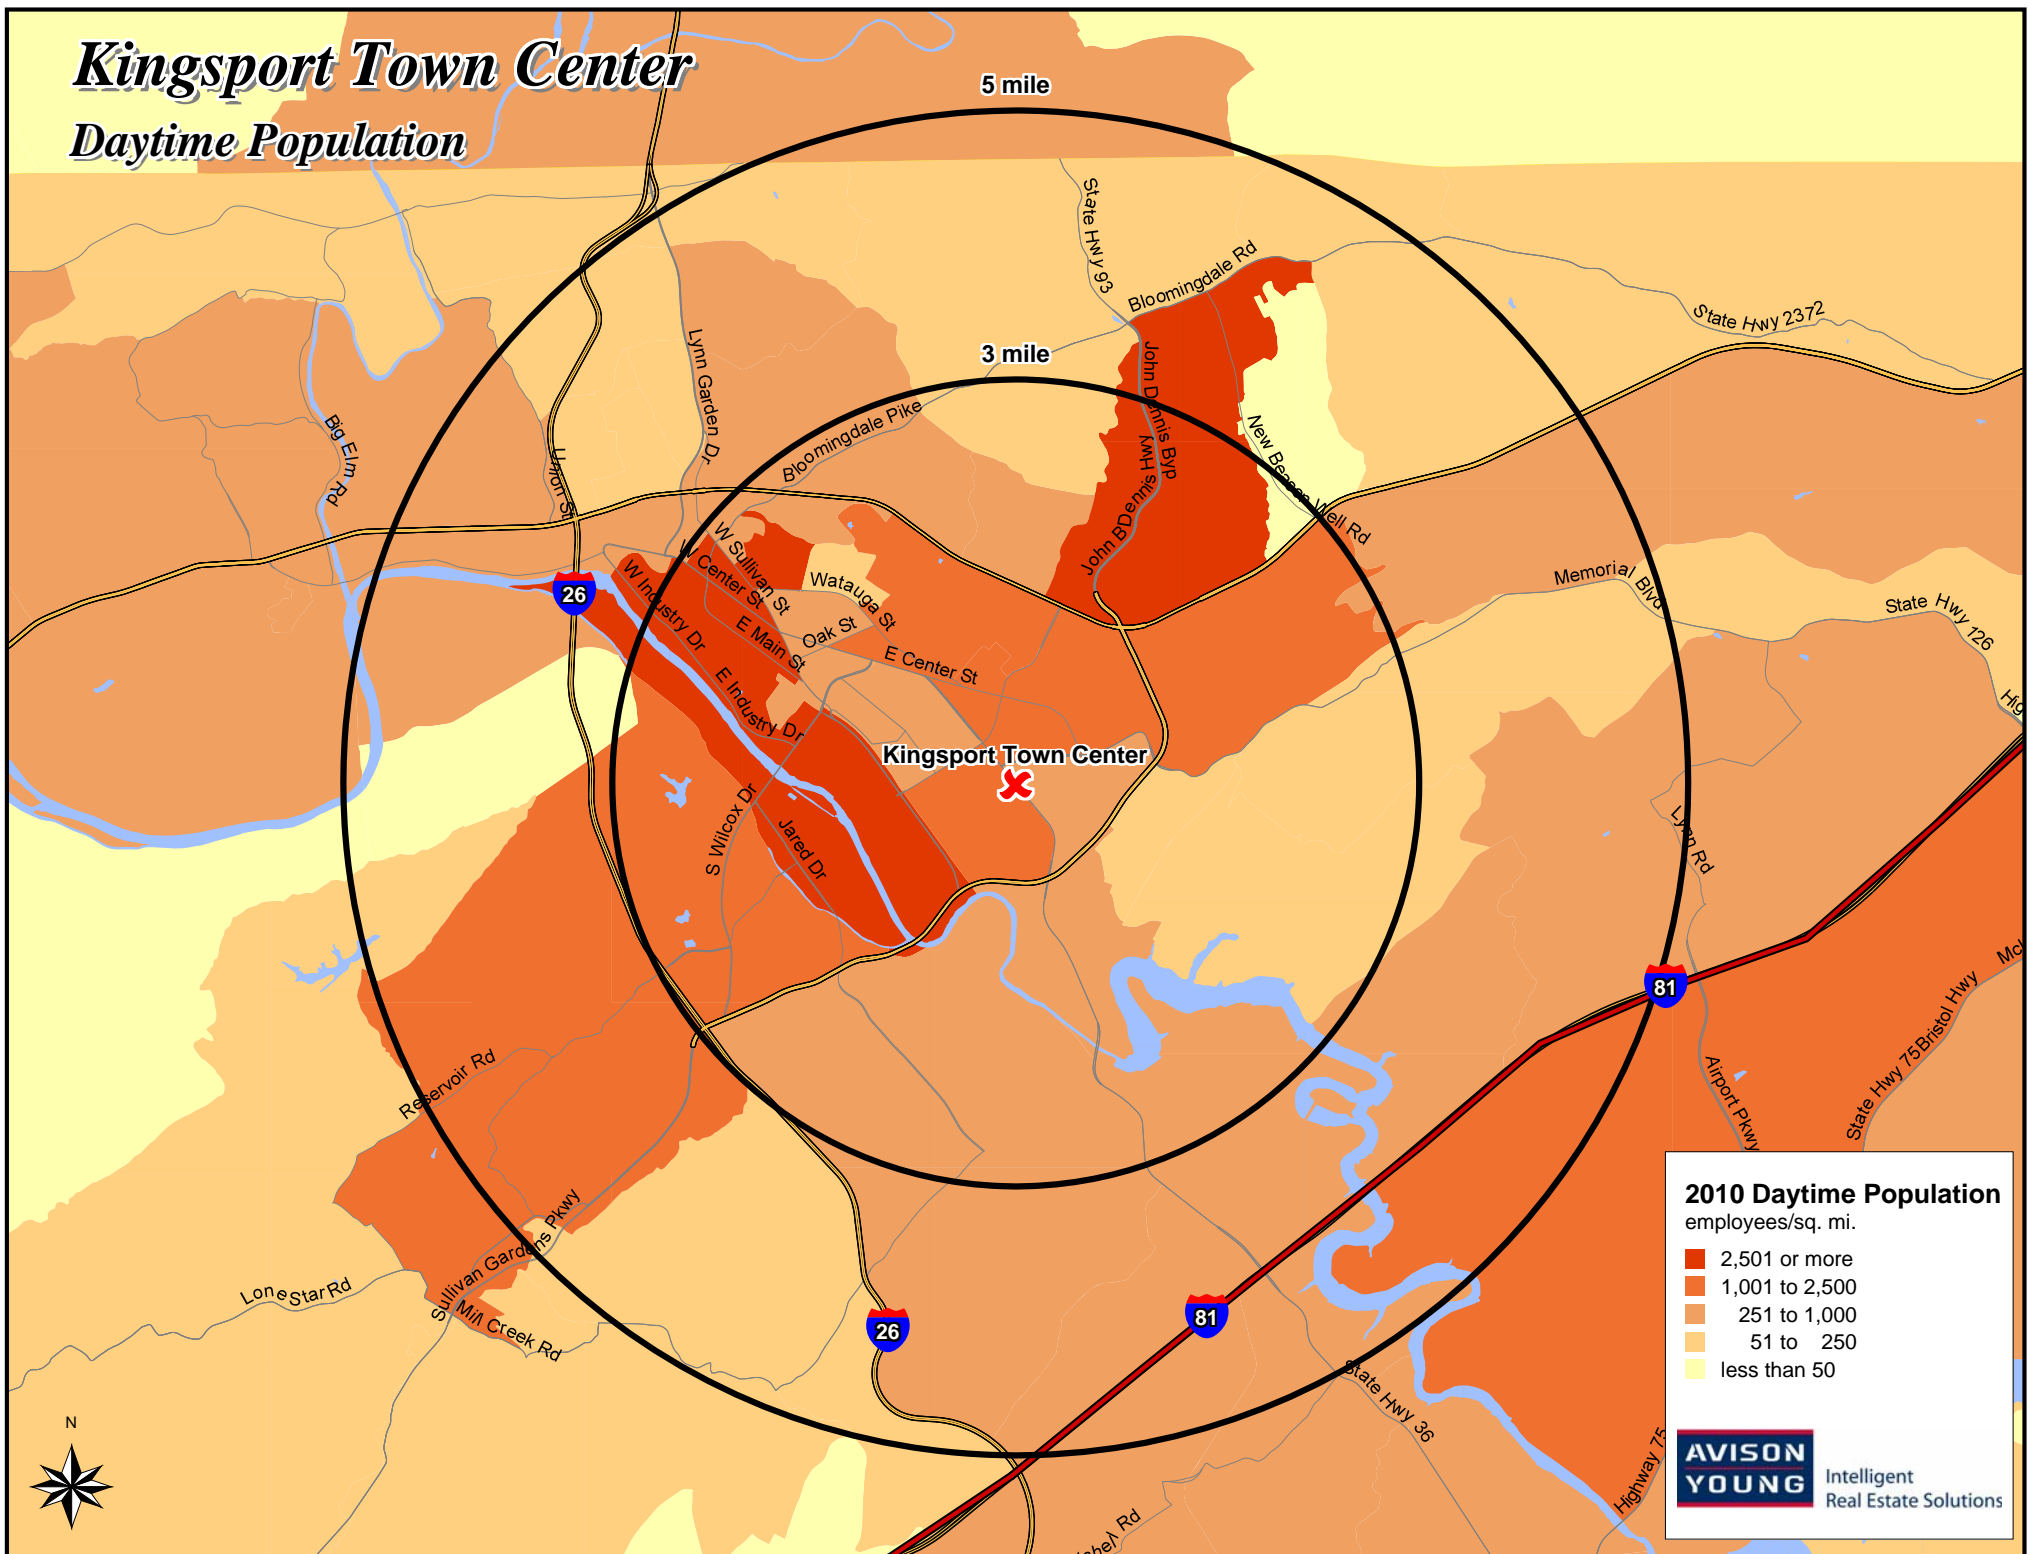 Kingsport Town Center
Daytime Population
5 mile
State Hwy 93
Bloomingdale Rd
State Hwy 2372
3 mile
Lynn Garden Dr
John Dennis Byp
Bloomingdale Pike
Big Elm Rd
Union St
John B Dennis Hwy
New Beason Well Rd
W Sullivan St
W Center St
W Industry Dr
Watauga St
Memorial Blvd
26
State Hwy 126
E Main St
Oak St
E Center St
E Industry Dr
Kingsport Town Center
S Wilcox Dr
Jared Dr
Lynn Rd
81
State Hwy 75
Bristol Hwy
Reservoir Rd
Airport Pkwy
Sullivan Gardens Pkwy
Lone Star Rd
Mill Creek Rd
26
81
State Hwy 36
Highway 75
N
2010 Daytime Population
employees/sq. mi.
2,501 or more
1,001 to 2,500
251 to 1,000
51 to 250
less than 50
AVISON
YOUNG
Intelligent
Real Estate Solutions